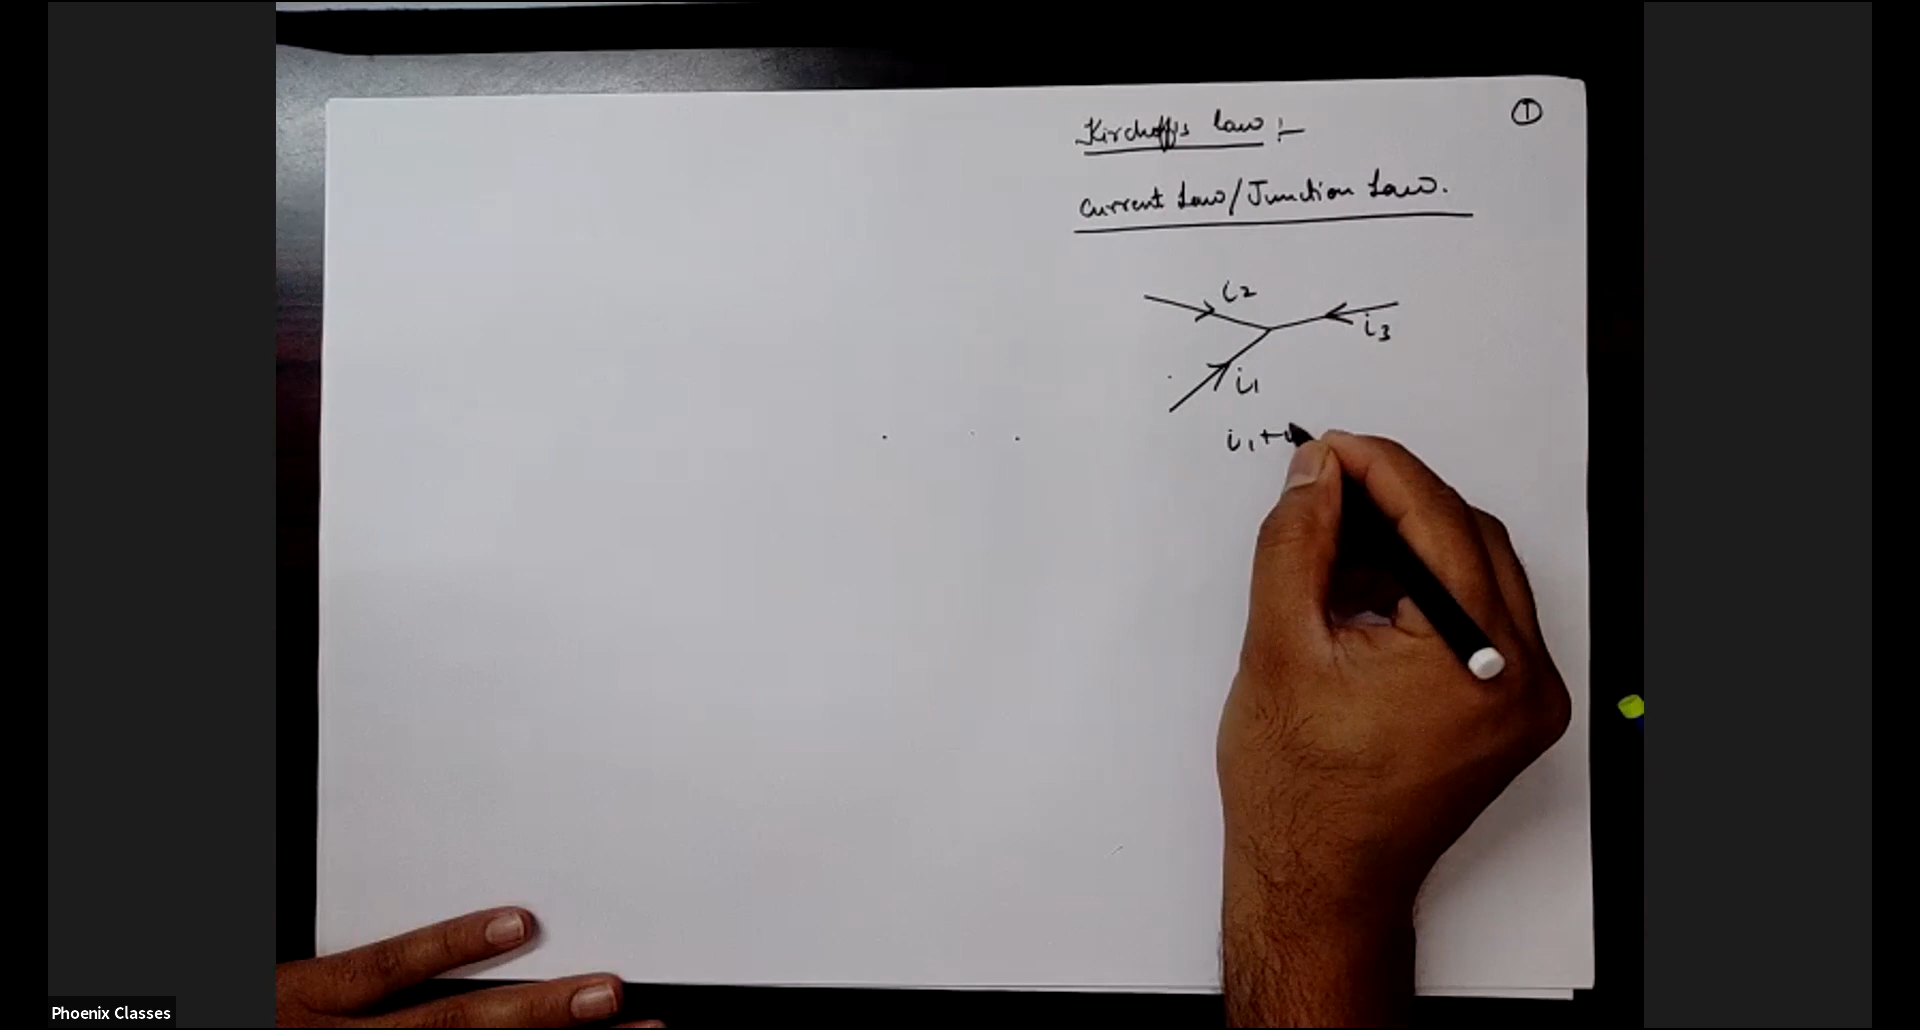 ①
Kirchoff's law :-
Current Law/Junction Law.
i2
i3
i1
i1 +
Phoenix Classes